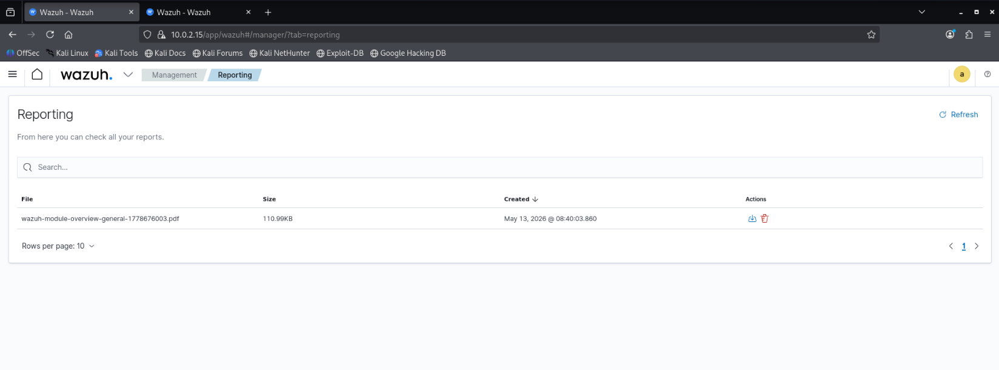 Wazuh - Wazuh
Wazuh - Wazuh
10.0.2.15/app/wazuh#/manager/?tab=reporting
OffSec Kali Linux Kali Tools Kali Docs Kali Forums Kali NetHunter Exploit-DB Google Hacking DB
wazuh. Management Reporting a
Reporting Refresh
From here you can check all your reports.
Search...
File Size Created Actions
wazuh-module-overview-general-1778676003.pdf 110.99KB May 13, 2026 @ 08:40:03.860
Rows per page: 10 1